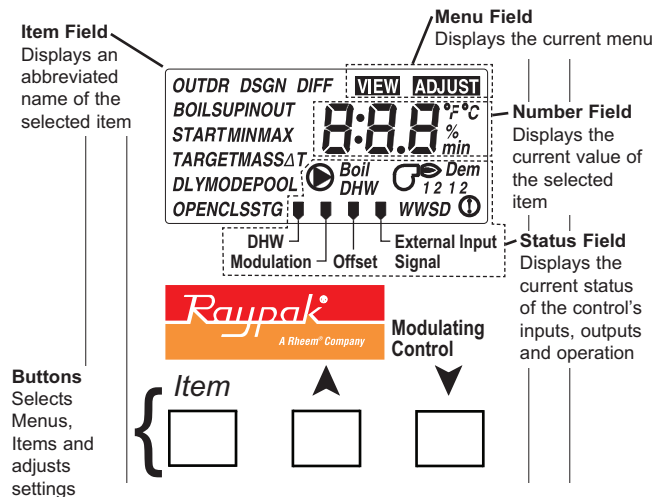 Item Field
Displays an
abbreviated
name of the
selected item
Menu Field
Displays the current menu
OUTDR DSGN DIFF VIEW ADJUST
BOILSUPINOUT
STARTMINMAX
TARGETMASSΔT
DLYMODEPOOL
OPENCLSSTG
8:8.8 °F°C
%
min
Boil
DHW
Dem
1 2 1 2
WWSD
Number Field
Displays the
current value of
the selected
item
DHW
Modulation
Offset
External Input
Signal
Status Field
Displays the
current status
of the control's
inputs, outputs
and operation
Raypak®
A Rheem® Company
Modulating
Control
Buttons
Selects
Menus,
Items and
adjusts
settings
Item